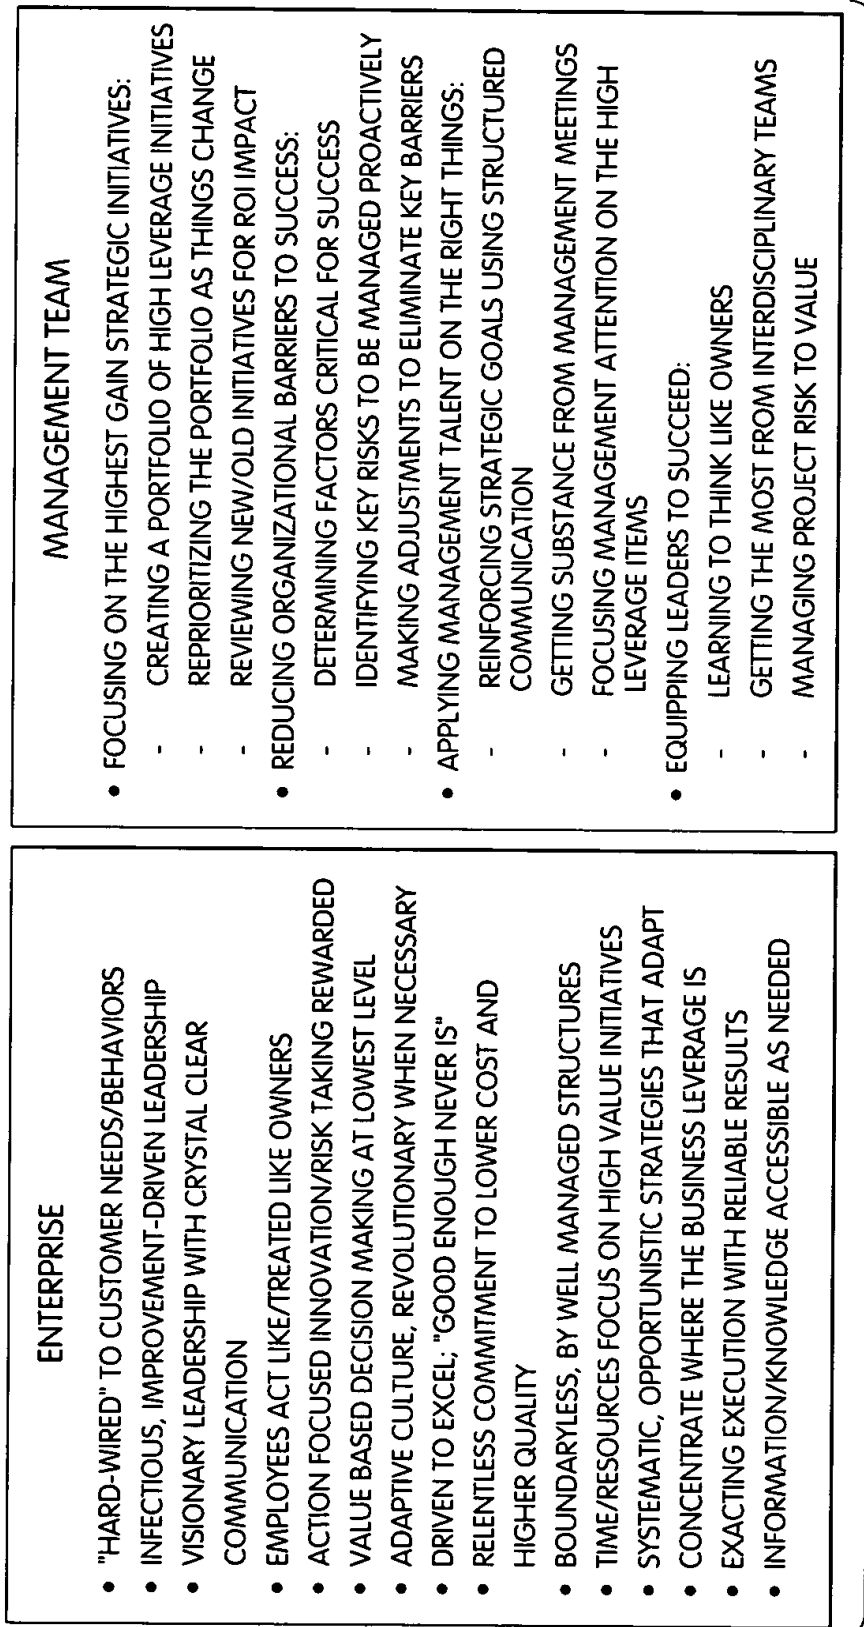 ENTERPRISE
• "HARD-WIRED" TO CUSTOMER NEEDS/BEHAVIORS
• INFECTIOUS, IMPROVEMENT-DRIVEN LEADERSHIP
• VISIONARY LEADERSHIP WITH CRYSTAL CLEAR
COMMUNICATION
• EMPLOYEES ACT LIKE/TREATED LIKE OWNERS
• ACTION FOCUSED INNOVATION/RISK TAKING REWARDED
• VALUE BASED DECISION MAKING AT LOWEST LEVEL
• ADAPTIVE CULTURE, REVOLUTIONARY WHEN NECESSARY
• DRIVEN TO EXCEL; "GOOD ENOUGH NEVER IS"
• RELENTLESS COMMITMENT TO LOWER COST AND
HIGHER QUALITY
• BOUNDARYLESS, BY WELL MANAGED STRUCTURES
• TIME/RESOURCES FOCUS ON HIGH VALUE INITIATIVES
• SYSTEMATIC, OPPORTUNISTIC STRATEGIES THAT ADAPT
• CONCENTRATE WHERE THE BUSINESS LEVERAGE IS
• EXACTING EXECUTION WITH RELIABLE RESULTS
• INFORMATION/KNOWLEDGE ACCESSIBLE AS NEEDED
MANAGEMENT TEAM
• FOCUSING ON THE HIGHEST GAIN STRATEGIC INITIATIVES:
- CREATING A PORTFOLIO OF HIGH LEVERAGE INITIATIVES
- REPRIORITIZING THE PORTFOLIO AS THINGS CHANGE
- REVIEWING NEW/OLD INITIATIVES FOR ROI IMPACT
• REDUCING ORGANIZATIONAL BARRIERS TO SUCCESS:
- DETERMINING FACTORS CRITICAL FOR SUCCESS
- IDENTIFYING KEY RISKS TO BE MANAGED PROACTIVELY
- MAKING ADJUSTMENTS TO ELIMINATE KEY BARRIERS
• APPLYING MANAGEMENT TALENT ON THE RIGHT THINGS:
- REINFORCING STRATEGIC GOALS USING STRUCTURED
COMMUNICATION
- GETTING SUBSTANCE FROM MANAGEMENT MEETINGS
- FOCUSING MANAGEMENT ATTENTION ON THE HIGH
LEVERAGE ITEMS
• EQUIPPING LEADERS TO SUCCEED:
- LEARNING TO THINK LIKE OWNERS
- GETTING THE MOST FROM INTERDISCIPLINARY TEAMS
- MANAGING PROJECT RISK TO VALUE